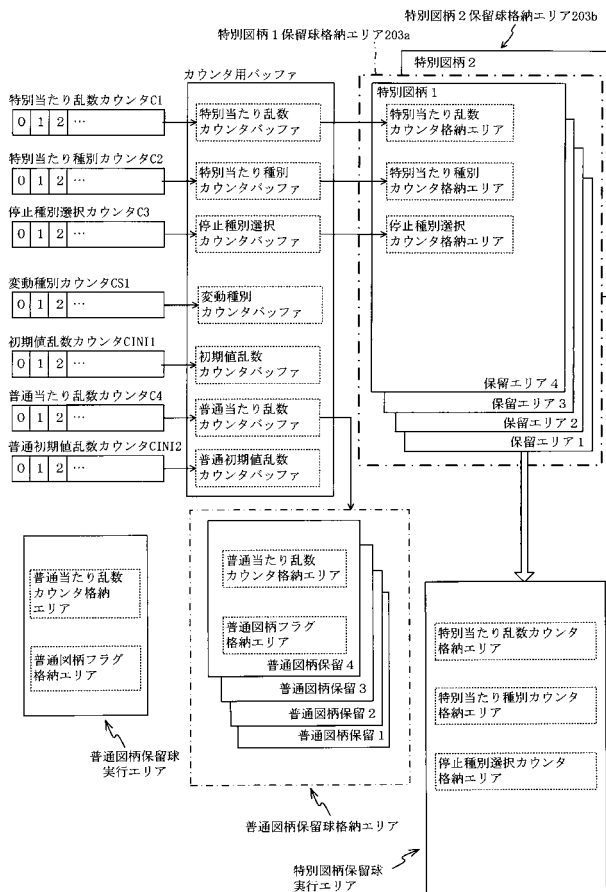 特別図柄２保留球格納エリア203b
特別図柄１保留球格納エリア203a
特別図柄２
カウンタ用バッファ
特別図柄１
特別当たり乱数カウンタC1
0 1 2 …
特別当たり乱数
カウンタバッファ
特別当たり乱数
カウンタ格納エリア
特別当たり種別カウンタC2
0 1 2 …
特別当たり種別
カウンタバッファ
特別当たり種別
カウンタ格納エリア
停止種別選択カウンタC3
0 1 2 …
停止種別選択
カウンタバッファ
停止種別選択
カウンタ格納エリア
変動種別カウンタCS1
0 1 2 …
変動種別
カウンタバッファ
初期値乱数カウンタCINI1
0 1 2 …
初期値乱数
カウンタバッファ
保留エリア４
保留エリア３
保留エリア２
保留エリア１
普通当たり乱数カウンタC4
0 1 2 …
普通当たり乱数
カウンタバッファ
普通初期値乱数カウンタCINI2
0 1 2 …
普通初期値乱数
カウンタバッファ
普通当たり乱数
カウンタ格納
エリア
普通図柄フラグ
格納エリア
普通図柄保留球
実行エリア
普通当たり乱数
カウンタ格納エリア
普通図柄フラグ
格納エリア
普通図柄保留４
普通図柄保留３
普通図柄保留２
普通図柄保留１
普通図柄保留球格納エリア
特別当たり乱数カウンタ
格納エリア
特別当たり種別カウンタ
格納エリア
停止種別選択カウンタ
格納エリア
特別図柄保留球
実行エリア